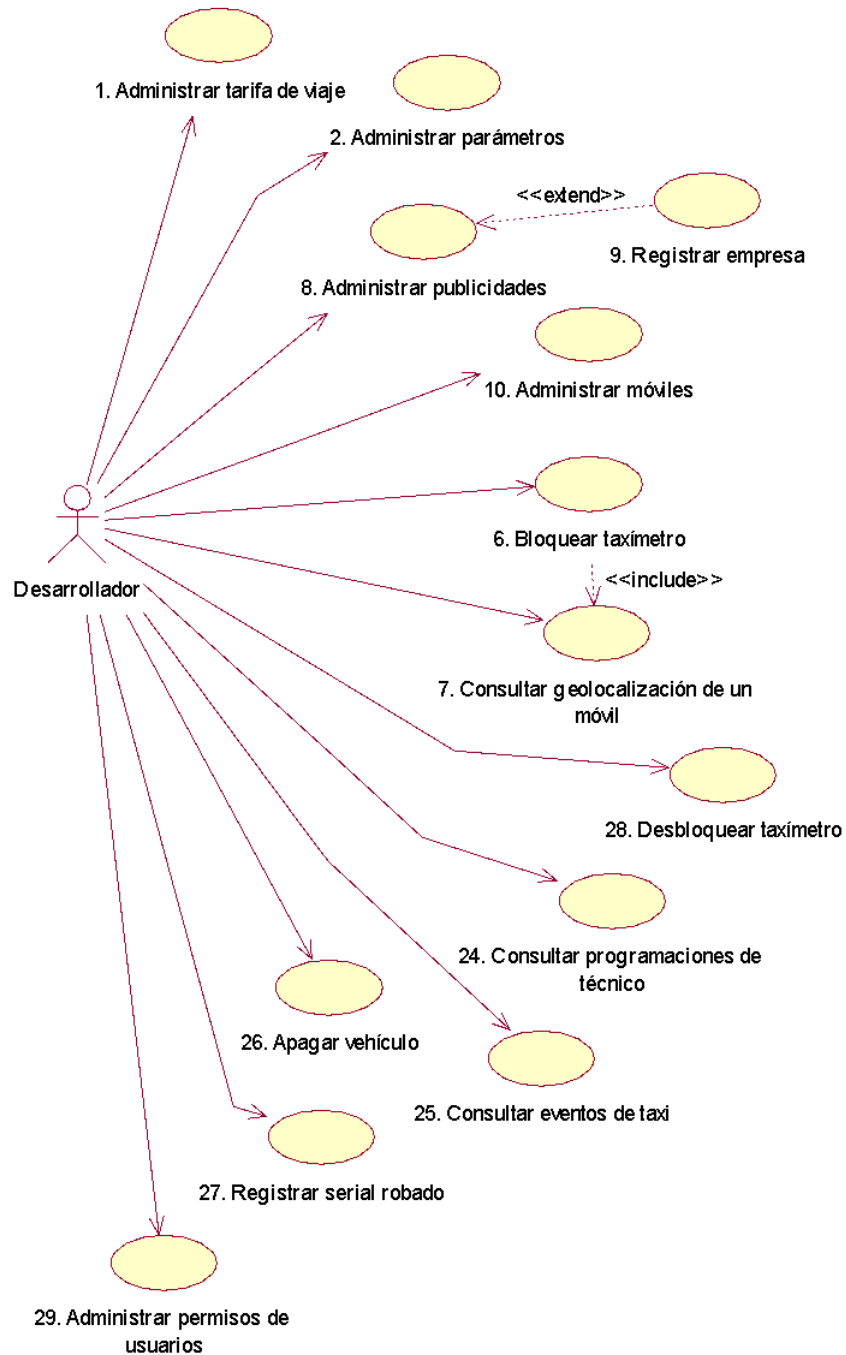 1. Administrar tarifa de viaje
2. Administrar parámetros
<<extend>>
9. Registrar empresa
8. Administrar publicidades
10. Administrar móviles
6. Bloquear taxímetro
<<include>>
Desarrollador
7. Consultar geolocalización de un
móvil
28. Desbloquear taxímetro
24. Consultar programaciones de
técnico
26. Apagar vehículo
25. Consultar eventos de taxi
27. Registrar serial robado
29. Administrar permisos de
usuarios